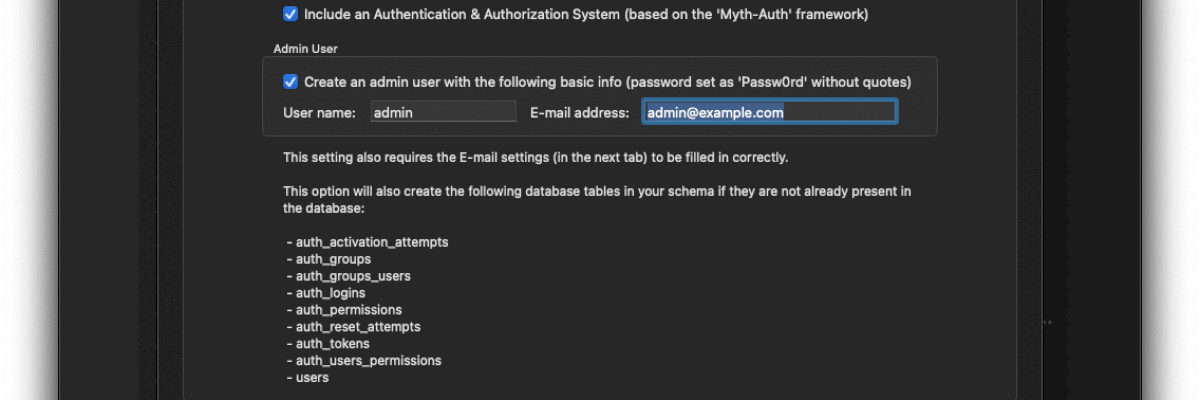 Include an Authentication & Authorization System (based on the 'Myth-Auth' framework)
Admin User
Create an admin user with the following basic info (password set as 'Passw0rd' without quotes)
User name: admin E-mail address: admin@example.com
This setting also requires the E-mail settings (in the next tab) to be filled in correctly.
This option will also create the following database tables in your schema if they are not already present in
the database:
- auth_activation_attempts
- auth_groups
- auth_groups_users
- auth_logins
- auth_permissions
- auth_reset_attempts
- auth_tokens
- auth_users_permissions
- users